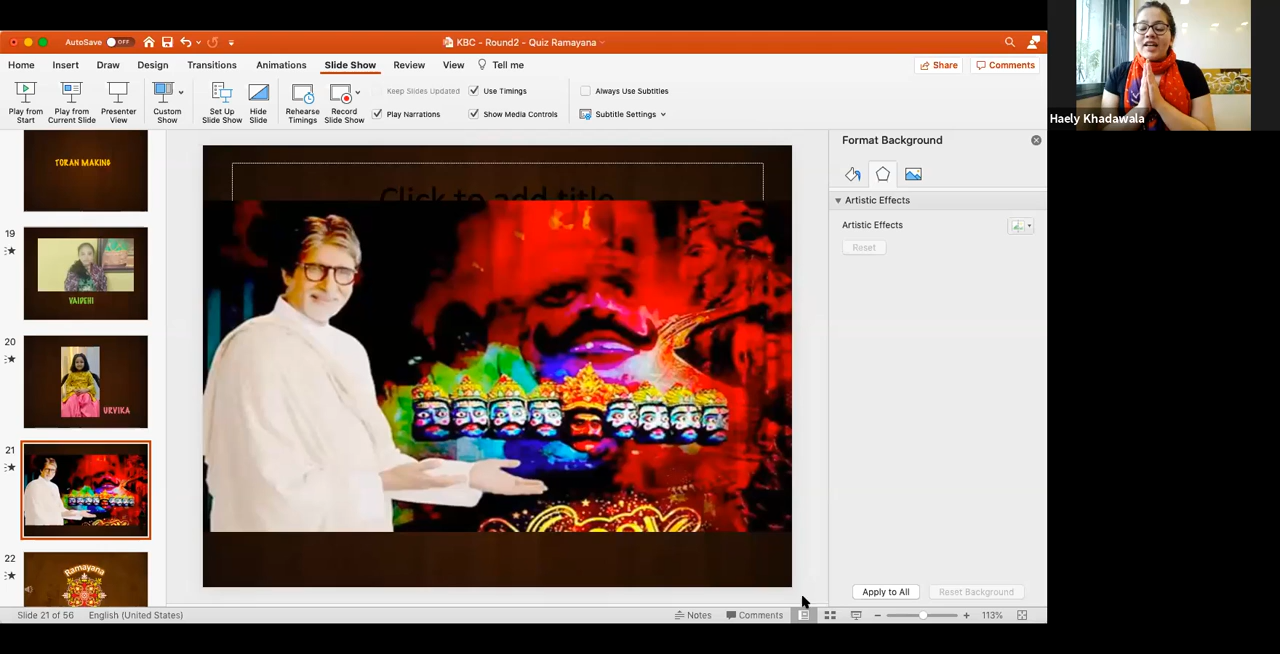 AutoSave OFF
KBC - Round2 - Quiz Ramayana
Home Insert Draw Design Transitions Animations Slide Show Review View Tell me
Share Comments
Play from Start
Play from Current Slide
Presenter View
Custom Show
Set Up Slide Show
Hide Slide
Rehearse Timings
Record Slide Show
Keep Slides Updated
Play Narrations
Use Timings
Show Media Controls
Always Use Subtitles
Subtitle Settings
Haely Khadawala
TORAN MAKING
19
VAIDEHI
20
URVIKA
21
22
Ramayana
Click to add title
Format Background
Artistic Effects
Artistic Effects
Reset
Apply to All
Reset Background
Slide 21 of 56
English (United States)
Notes
Comments
113%